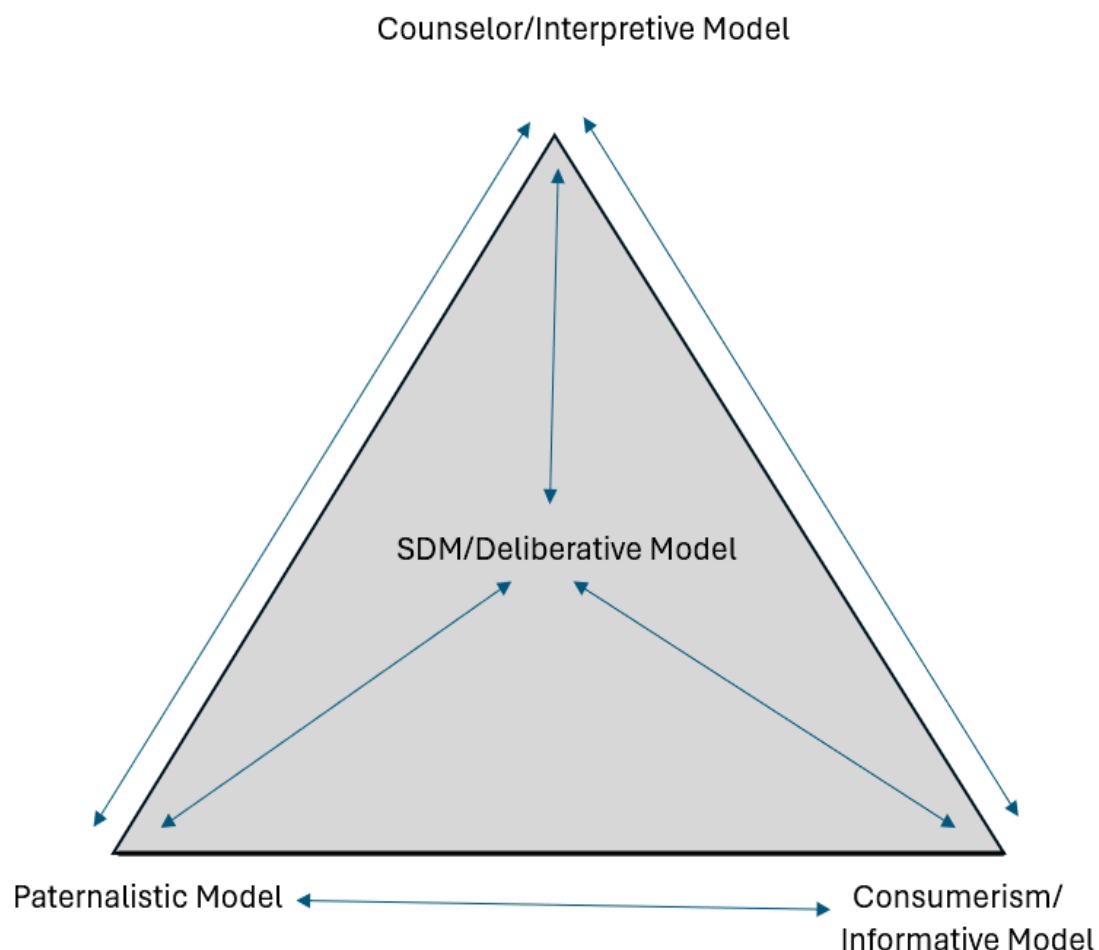 Counselor/Interpretive Model
SDM/Deliberative Model
Paternalistic Model
Consumerism/
Informative Model